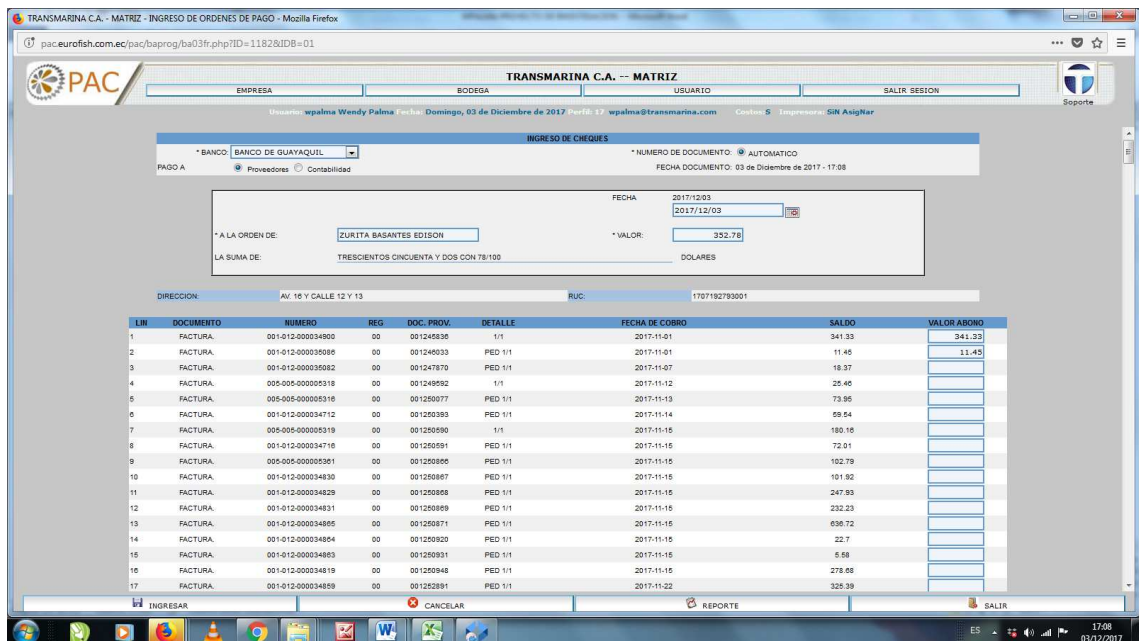 TRANSMARINA C.A. - MATRIZ - INGRESO DE ORDENES DE PAGO - Mozilla Firefox
pac.eurofish.com.ec/pac/baprog/ba03fr.php?ID=1182&IDB=01
PAC
TRANSMARINA C.A. -- MATRIZ
EMPRESA BODEGA USUARIO SALIR SESION
Soporte
Usuario: wpalma Wendy Palma Fecha: Domingo, 03 de Diciembre de 2017 Perfil: 17 wpalma@transmarina.com Costos: S Impresora: SiN AsigNar
INGRESO DE CHEQUES
* BANCO: BANCO DE GUAYAQUIL * NUMERO DE DOCUMENTO: AUTOMATICO
PAGO A Proveedores Contabilidad FECHA DOCUMENTO: 03 de Diciembre de 2017 - 17:08
FECHA 2017/12/03
2017/12/03
* A LA ORDEN DE: ZURITA BASANTES EDISON * VALOR: 352.78
LA SUMA DE: TRESCIENTOS CINCUENTA Y DOS CON 78/100 DOLARES
DIRECCION: AV. 16 Y CALLE 12 Y 13 RUC: 1707192793001
LIN DOCUMENTO NUMERO REG DOC. PROV. DETALLE FECHA DE COBRO SALDO VALOR ABONO
1 FACTURA. 001-012-000034900 00 001245836 1/1 2017-11-01 341.33 341.33
2 FACTURA. 001-012-000035086 00 001246033 PED 1/1 2017-11-01 11.45 11.45
3 FACTURA. 001-012-000035082 00 001247870 PED 1/1 2017-11-07 18.37
4 FACTURA. 005-005-000005318 00 001249592 1/1 2017-11-12 25.46
5 FACTURA. 005-005-000005316 00 001250077 PED 1/1 2017-11-13 73.95
6 FACTURA. 001-012-000034712 00 001250393 PED 1/1 2017-11-14 59.54
7 FACTURA. 005-005-000005319 00 001250590 1/1 2017-11-15 180.16
8 FACTURA. 001-012-000034716 00 001250591 PED 1/1 2017-11-15 72.01
9 FACTURA. 005-005-000005361 00 001250866 PED 1/1 2017-11-15 102.79
10 FACTURA. 001-012-000034830 00 001250867 PED 1/1 2017-11-15 101.92
11 FACTURA. 001-012-000034829 00 001250868 PED 1/1 2017-11-15 247.93
12 FACTURA. 001-012-000034831 00 001250869 PED 1/1 2017-11-15 232.23
13 FACTURA. 001-012-000034865 00 001250871 PED 1/1 2017-11-15 636.72
14 FACTURA. 001-012-000034864 00 001250920 PED 1/1 2017-11-15 22.7
15 FACTURA. 001-012-000034863 00 001250931 PED 1/1 2017-11-15 5.58
16 FACTURA. 001-012-000034819 00 001250948 PED 1/1 2017-11-15 278.68
17 FACTURA. 001-012-000034859 00 001252891 PED 1/1 2017-11-22 325.39
INGRESAR CANCELAR REPORTE SALIR
ES 17:08
03/12/2017